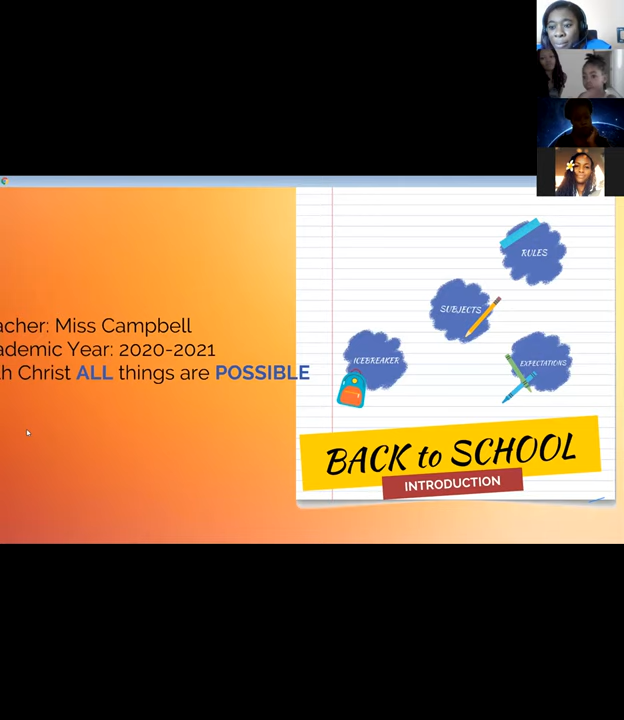 acher: Miss Campbell
ademic Year: 2020-2021
th Christ ALL things are POSSIBLE
RULES
SUBJECTS
ICEBREAKER
EXPECTATIONS
BACK to SCHOOL
INTRODUCTION